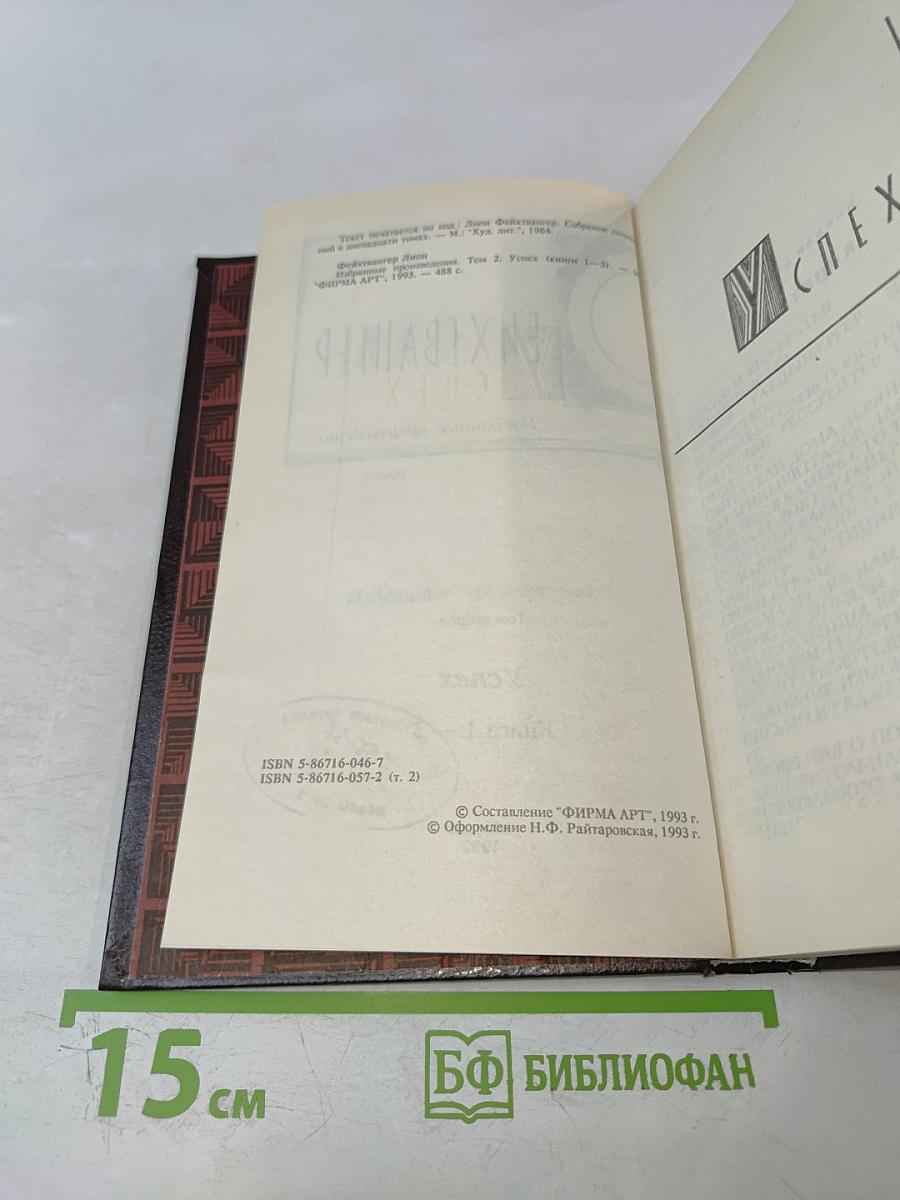 Текст печатается по изд.: Лион Фейхтвангер. Собрание сочи
ний в двенадцати томах. — М.: "Худ. лит.", 1964.
Фейхтвангер Лион
Избранные произведения. Том 2. Успех (книги 1—3). —
"ФИРМА АРТ", 1993. — 488 с.
ISBN 5-86716-046-7
ISBN 5-86716-057-2 (т. 2)
© Составление "ФИРМА АРТ", 1993 г.
© Оформление Н.Ф. Райтаровская, 1993 г.
УСПЕХ
15 см
БФ БИБЛИОФАН